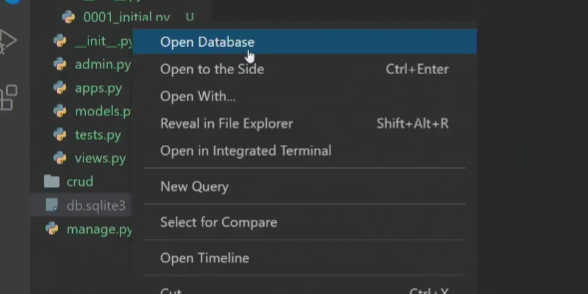 0001_initial.py U
__init__.py
Open Database
admin.py
Open to the Side Ctrl+Enter
apps.py
Open With...
models.p
Reveal in File Explorer Shift+Alt+R
tests.py
Open in Integrated Terminal
views.py
crud
New Query
db.sqlite3
Select for Compare
manage.py
Open Timeline
Cut Ctrl+X